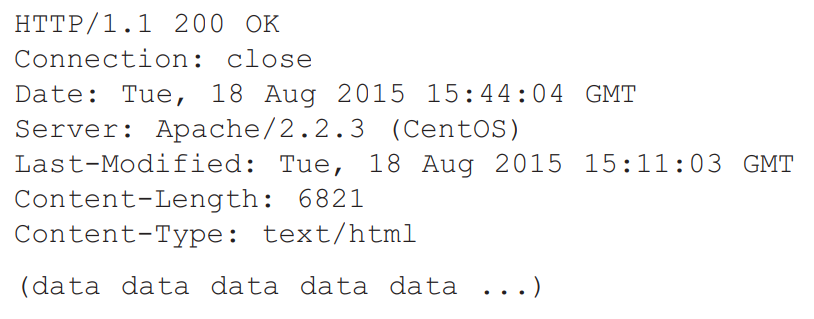 HTTP/1.1 200 OK
Connection: close
Date: Tue, 18 Aug 2015 15:44:04 GMT
Server: Apache/2.2.3 (CentOS)
Last-Modified: Tue, 18 Aug 2015 15:11:03 GMT
Content-Length: 6821
Content-Type: text/html
(data data data data data ...)